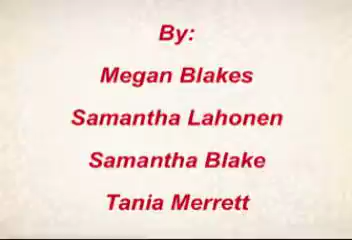 By:
Megan Blakes
Samantha Lahonen
Samantha Blake
Tania Merrett